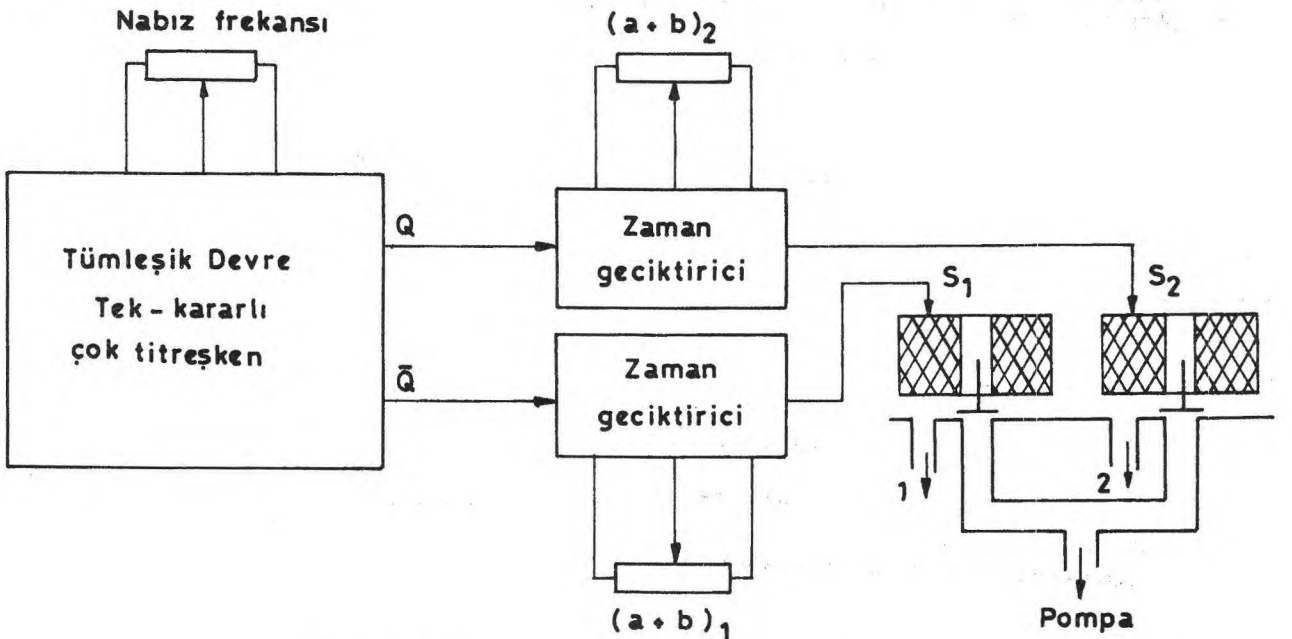 Nabız frekansı
(a + b)2
Tümleşik Devre
Tek - kararlı
çok titreşken
Q
Zaman
geciktirici
S1
S2
Q̅
Zaman
geciktirici
1
2
(a + b)1
Pompa